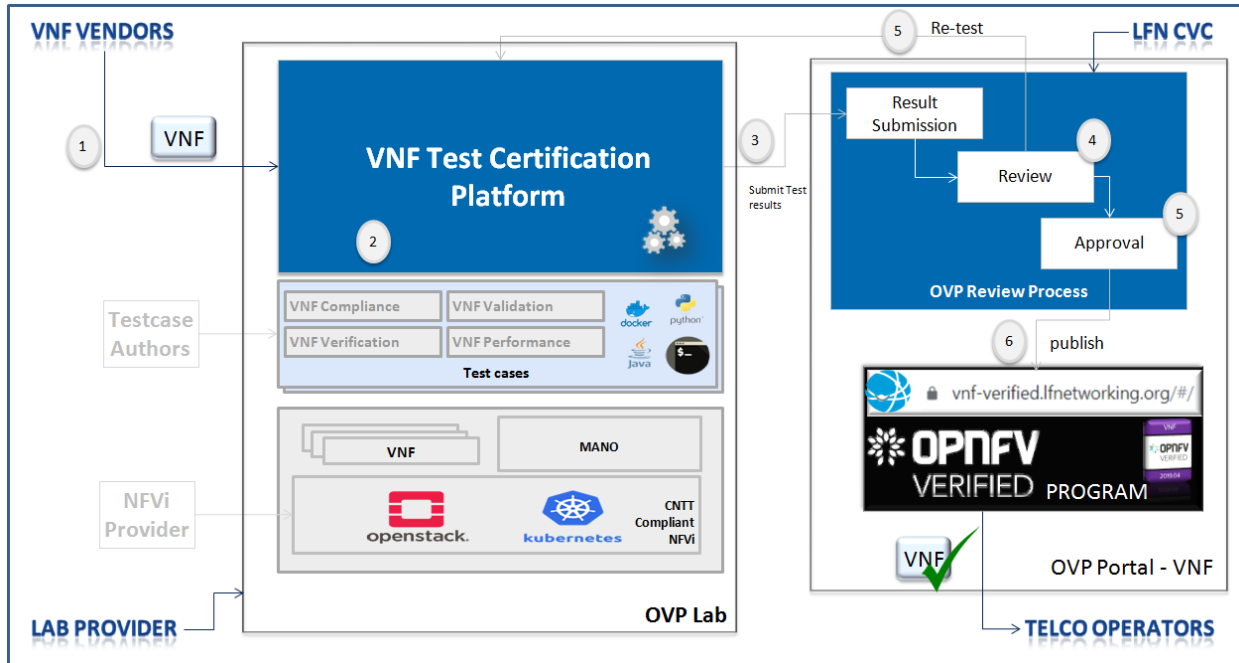 VNF VENDORS
1
VNF
VNF Test Certification
Platform
2
VNF Compliance
VNF Validation
VNF Verification
VNF Performance
docker
python
Java
$_
Test cases
Testcase
Authors
VNF
MANO
NFVi
Provider
openstack.
kubernetes
CNTT
Compliant
NFVi
OVP Lab
LAB PROVIDER
5
Re-test
3
Submit Test
results
LFN CVC
Result
Submission
4
Review
5
Approval
OVP Review Process
6
publish
vnf-verified.lfnetworking.org/#/
OPNFV
VERIFIED
PROGRAM
VNF
OPNFV
VERIFIED
2019.04
VNF
OVP Portal - VNF
TELCO OPERATORS